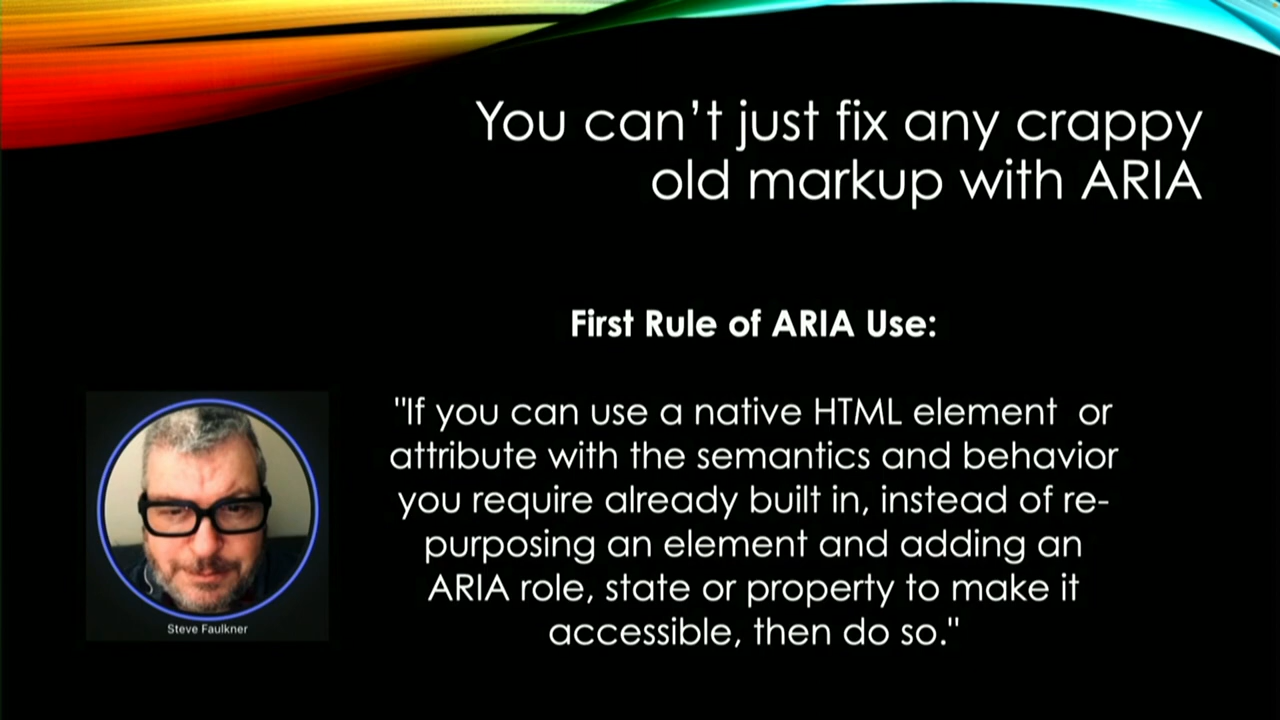 You can't just fix any crappy
old markup with ARIA
First Rule of ARIA Use:
"If you can use a native HTML element  or
attribute with the semantics and behavior
you require already built in, instead of re-
purposing an element and adding an
ARIA role, state or property to make it
accessible, then do so."
Steve Faulkner